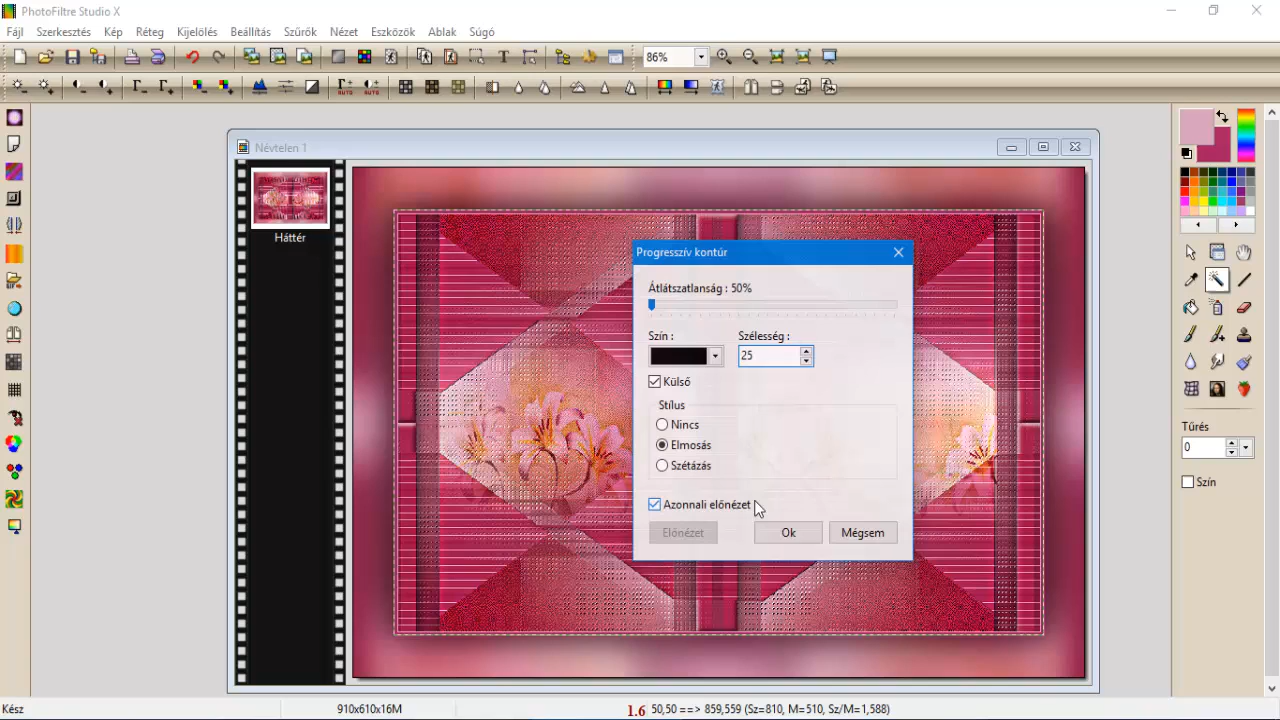 PhotoFiltre Studio X
Fájl Szerkesztés Kép Réteg Kijelölés Beállítás Szűrők Nézet Eszközök Ablak Súgó
86%
AUTO AUTO
Névtelen 1
Háttér
Progresszív kontúr
Átlátszatlanság : 50%
Szín : Szélesség :
25
Külső
Stílus
Nincs
Elmosás
Szétázás
Azonnali előnézet
Előnézet Ok Mégsem
Tűrés
0
Szín
Kész 910x610x16M 1.6 50,50 ==> 859,559 (Sz=810, M=510, Sz/M=1,588)